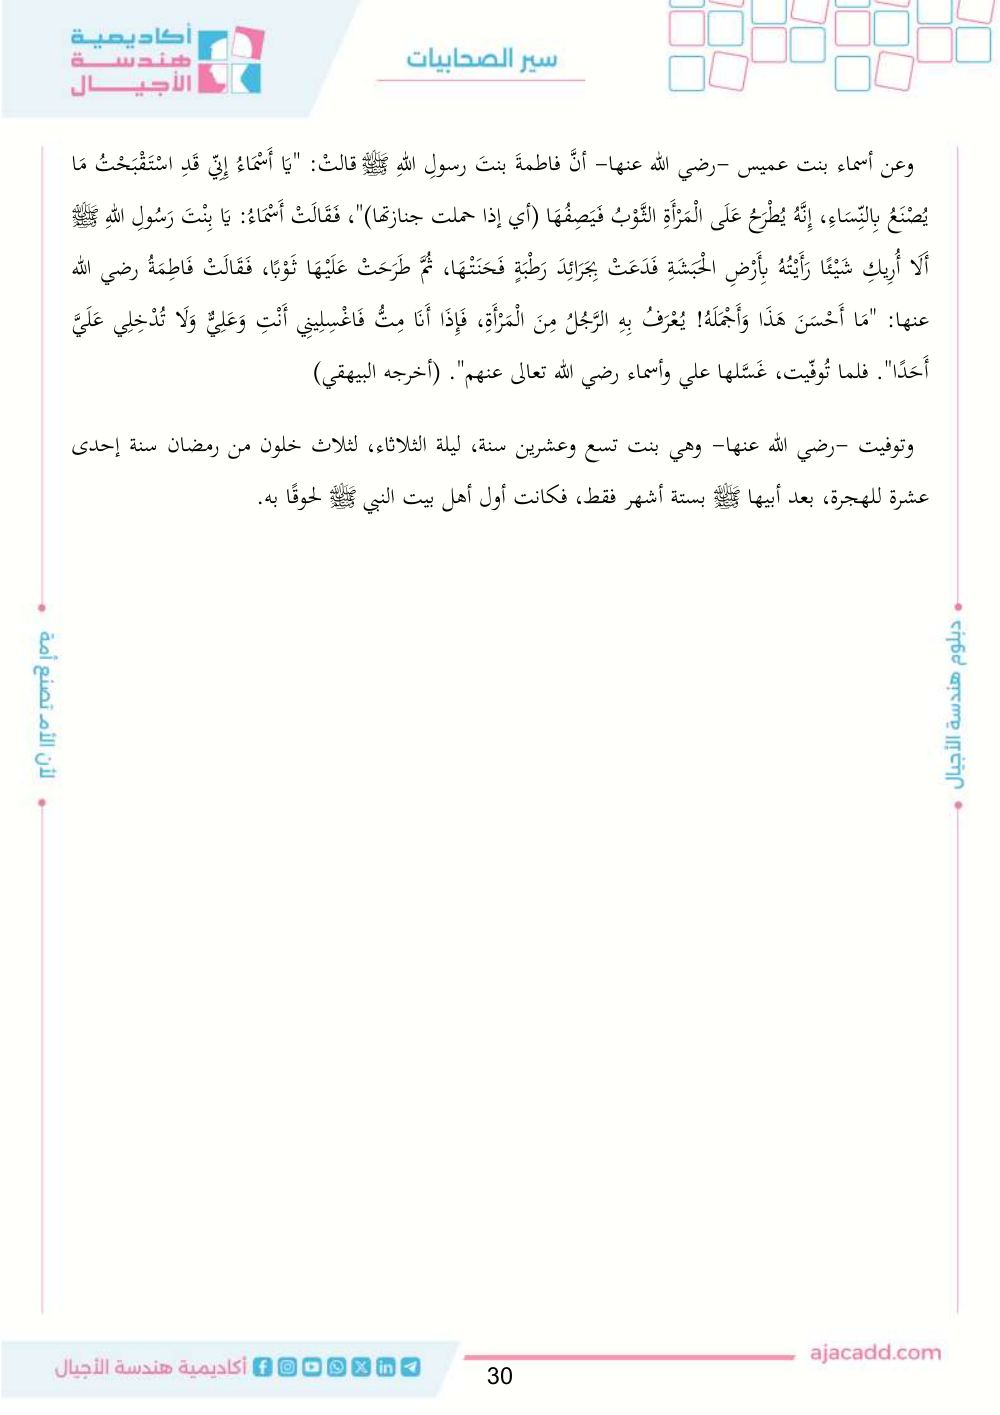 أكاديمية
هندسة
الأجيال
سير الصحابيات
وعن أسماء بنت عميس -رضي الله عنها- أنَّ فاطمةَ بنتَ رسولِ اللهِ ﷺ قالتْ: "يَا أَسْمَاءُ إِنِّي قَدِ اسْتَقْبَحْتُ مَا
يُصْنَعُ بِالنِّسَاءِ، إِنَّهُ يُطْرَحُ عَلَى الْمَرْأَةِ الثَّوْبُ فَيَصِفُهَا (أي إذا حملت جنازتها)"، فَقَالَتْ أَسْمَاءُ: يَا بِنْتَ رَسُولِ اللهِ ﷺ
أَلَا أُرِيكِ شَيْئًا رَأَيْتُهُ بِأَرْضِ الْحَبَشَةِ فَدَعَتْ بِجَرَائِدَ رَطْبَةٍ فَحَنَتْهَا، ثُمَّ طَرَحَتْ عَلَيْهَا ثَوْبًا، فَقَالَتْ فَاطِمَةُ رضي الله
عنها: "مَا أَحْسَنَ هَذَا وَأَجْمَلَهُ! يُعْرَفُ بِهِ الرَّجُلُ مِنَ الْمَرْأَةِ، فَإِذَا أَنَا مِتُّ فَاغْسِلِينِي أَنْتِ وَعَلِيٌّ وَلَا تُدْخِلِي عَلَيَّ
أَحَدًا". فلما تُوفّيت، غَسَّلها علي وأسماء رضي الله تعالى عنهم". (أخرجه البيهقي)
وتوفيت -رضي الله عنها- وهي بنت تسع وعشرين سنة، ليلة الثلاثاء، لثلاث خلون من رمضان سنة إحدى
عشرة للهجرة، بعد أبيها ﷺ بستة أشهر فقط، فكانت أول أهل بيت النبي ﷺ لحوقًا به.
دبلوم هندسة الأجيال
لأن الأم تصنع أمة
ajacadd.com
أكاديمية هندسة الأجيال
30